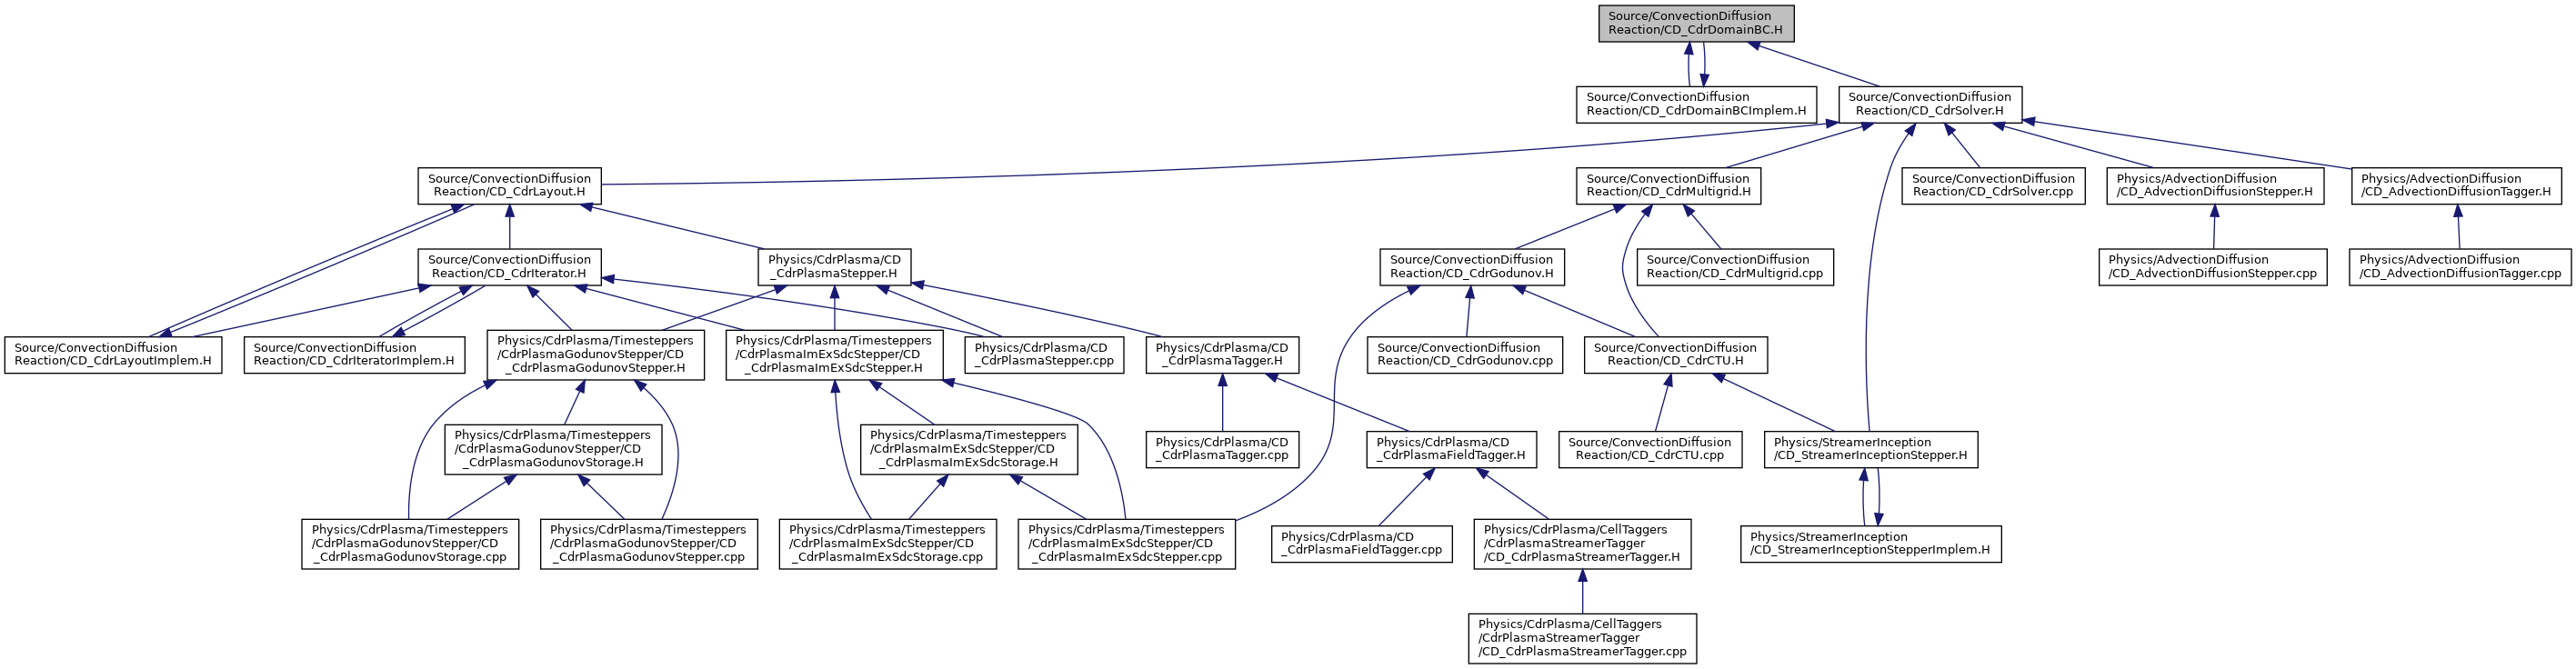 Source/ConvectionDiffusion
Reaction/CD_CdrDomainBC.H
Source/ConvectionDiffusion
Reaction/CD_CdrDomainBCImplem.H
Source/ConvectionDiffusion
Reaction/CD_CdrSolver.H
Source/ConvectionDiffusion
Reaction/CD_CdrLayout.H
Source/ConvectionDiffusion
Reaction/CD_CdrMultigrid.H
Source/ConvectionDiffusion
Reaction/CD_CdrSolver.cpp
Physics/AdvectionDiffusion
/CD_AdvectionDiffusionStepper.H
Physics/AdvectionDiffusion
/CD_AdvectionDiffusionTagger.H
Source/ConvectionDiffusion
Reaction/CD_CdrIterator.H
Physics/CdrPlasma/CD
_CdrPlasmaStepper.H
Source/ConvectionDiffusion
Reaction/CD_CdrGodunov.H
Source/ConvectionDiffusion
Reaction/CD_CdrMultigrid.cpp
Physics/AdvectionDiffusion
/CD_AdvectionDiffusionStepper.cpp
Physics/AdvectionDiffusion
/CD_AdvectionDiffusionTagger.cpp
Source/ConvectionDiffusion
Reaction/CD_CdrLayoutImplem.H
Source/ConvectionDiffusion
Reaction/CD_CdrIteratorImplem.H
Physics/CdrPlasma/Timesteppers
/CdrPlasmaGodunovStepper/CD
_CdrPlasmaGodunovStepper.H
Physics/CdrPlasma/Timesteppers
/CdrPlasmaImExSdcStepper/CD
_CdrPlasmaImExSdcStepper.H
Physics/CdrPlasma/CD
_CdrPlasmaStepper.cpp
Physics/CdrPlasma/CD
_CdrPlasmaTagger.H
Source/ConvectionDiffusion
Reaction/CD_CdrGodunov.cpp
Source/ConvectionDiffusion
Reaction/CD_CdrCTU.H
Physics/CdrPlasma/Timesteppers
/CdrPlasmaGodunovStepper/CD
_CdrPlasmaGodunovStorage.H
Physics/CdrPlasma/Timesteppers
/CdrPlasmaImExSdcStepper/CD
_CdrPlasmaImExSdcStorage.H
Physics/CdrPlasma/CD
_CdrPlasmaTagger.cpp
Physics/CdrPlasma/CD
_CdrPlasmaFieldTagger.H
Source/ConvectionDiffusion
Reaction/CD_CdrCTU.cpp
Physics/StreamerInception
/CD_StreamerInceptionStepper.H
Physics/CdrPlasma/Timesteppers
/CdrPlasmaGodunovStepper/CD
_CdrPlasmaGodunovStorage.cpp
Physics/CdrPlasma/Timesteppers
/CdrPlasmaGodunovStepper/CD
_CdrPlasmaGodunovStepper.cpp
Physics/CdrPlasma/Timesteppers
/CdrPlasmaImExSdcStepper/CD
_CdrPlasmaImExSdcStorage.cpp
Physics/CdrPlasma/Timesteppers
/CdrPlasmaImExSdcStepper/CD
_CdrPlasmaImExSdcStepper.cpp
Physics/CdrPlasma/CD
_CdrPlasmaFieldTagger.cpp
Physics/CdrPlasma/CellTaggers
/CdrPlasmaStreamerTagger
/CD_CdrPlasmaStreamerTagger.H
Physics/StreamerInception
/CD_StreamerInceptionStepperImplem.H
Physics/CdrPlasma/CellTaggers
/CdrPlasmaStreamerTagger
/CD_CdrPlasmaStreamerTagger.cpp